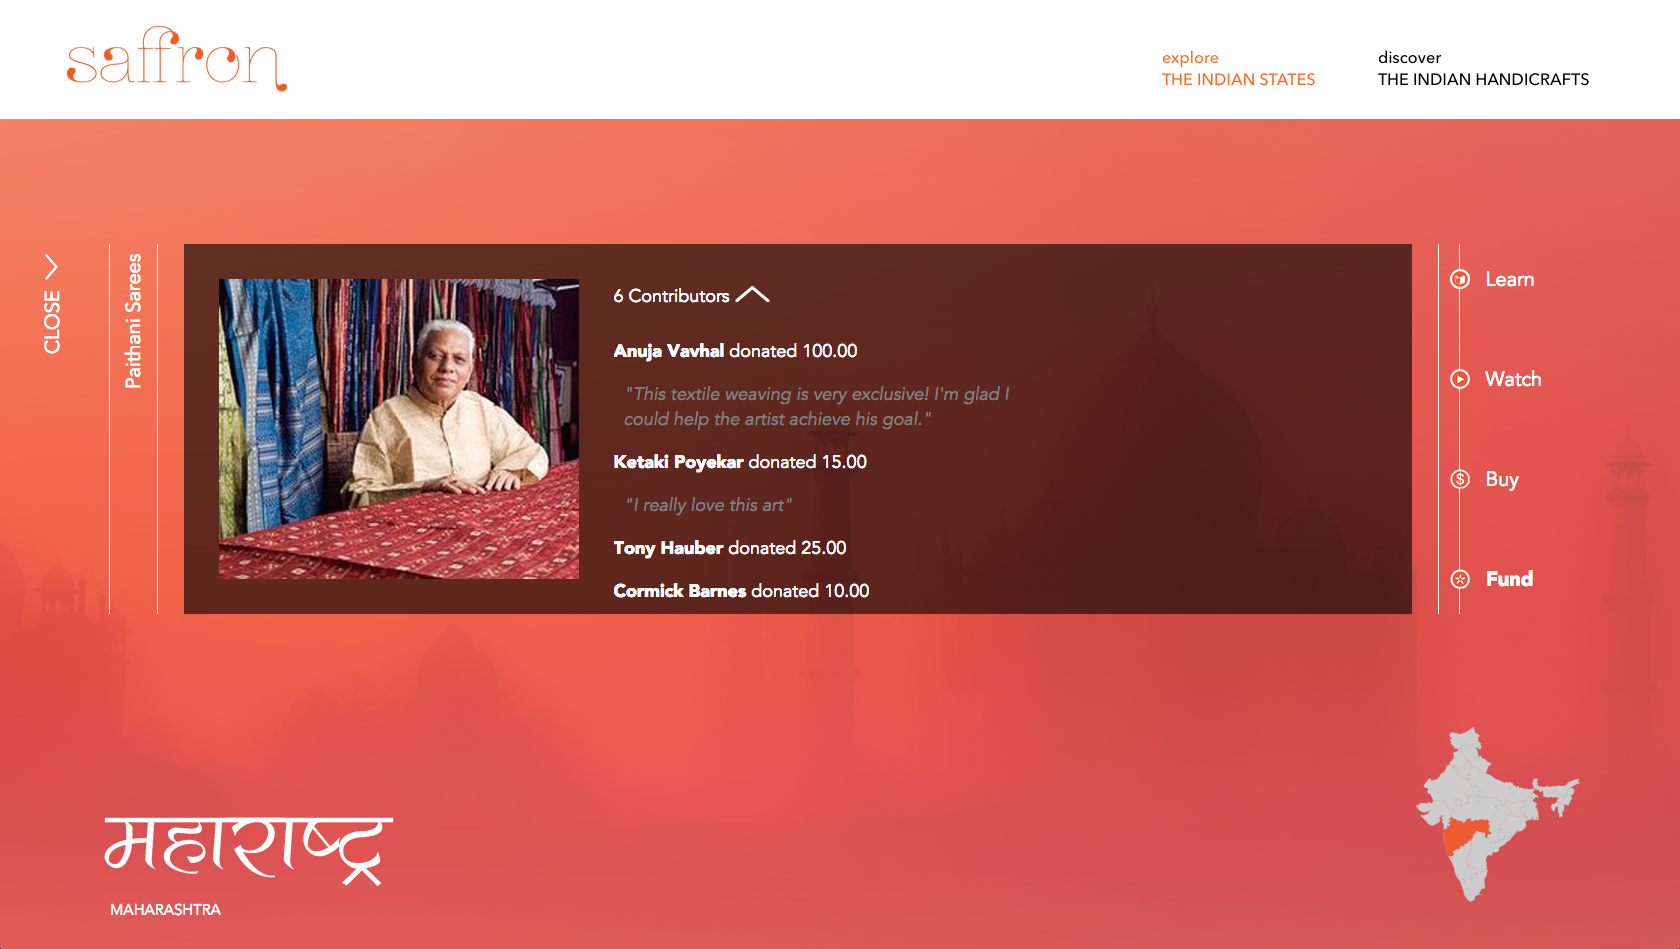 saffron
explore
THE INDIAN STATES
discover
THE INDIAN HANDICRAFTS
CLOSE
Paithani Sarees
6 Contributors
Anuja Vavhal donated 100.00
"This textile weaving is very exclusive! I'm glad I
could help the artist achieve his goal."
Ketaki Poyekar donated 15.00
"I really love this art"
Tony Hauber donated 25.00
Cormick Barnes donated 10.00
Learn
Watch
$
Buy
Fund
महाराष्ट्र
MAHARASHTRA